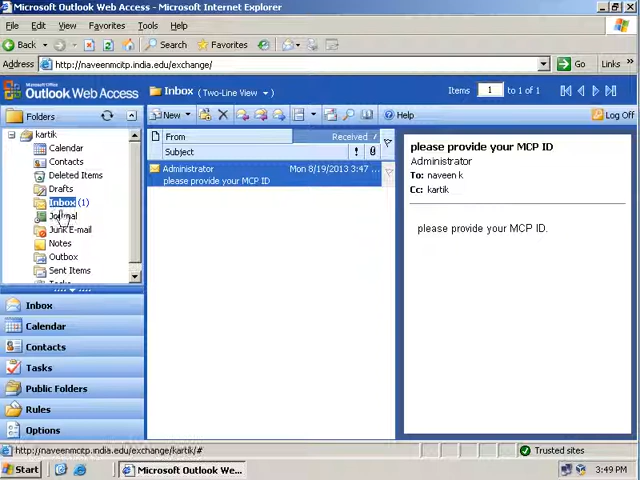 Microsoft Outlook Web Access - Microsoft Internet Explorer
File Edit View Favorites Tools Help
Back Search Favorites
Address http://naveenmcitp.india.edu/exchange/ Go Links »
Microsoft Office
Outlook Web Access
Inbox (Two-Line View) Items 1 to 1 of 1
Folders New Help Log Off
kartik
Calendar
Contacts
Deleted Items
Drafts
Inbox (1)
Journal
Junk E-mail
Notes
Outbox
Sent Items
Tasks
Inbox
Calendar
Contacts
Tasks
Public Folders
Rules
Options
From Received
Subject
Administrator Mon 8/19/2013 3:47 ...
please provide your MCP ID
please provide your MCP ID
Administrator
To: naveen k
Cc: kartik
please provide your MCP ID.
http://naveenmcitp.india.edu/exchange/kartik/# Trusted sites
Start Microsoft Outlook We... 3:49 PM